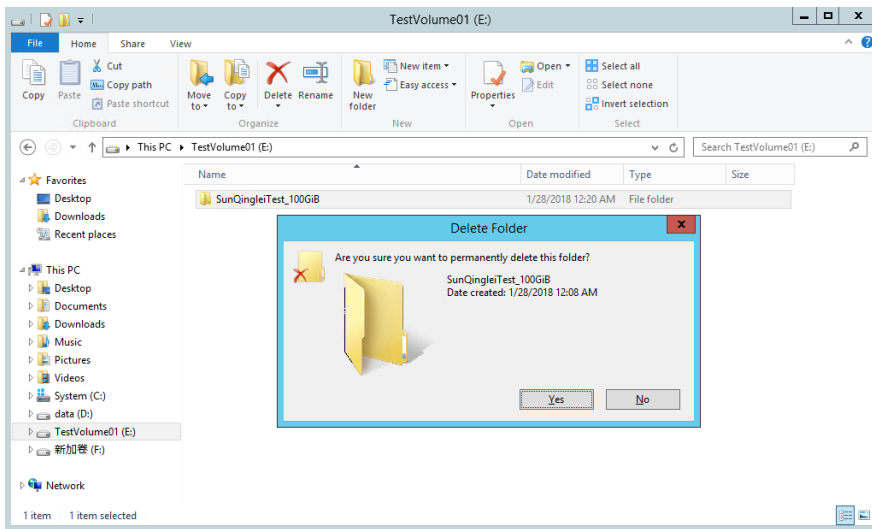 TestVolume01 (E:)
File Home Share View
Copy
Paste
Cut
Copy path
Paste shortcut
Clipboard
Move to
Copy to
Delete
Rename
Organize
New folder
New item
Easy access
New
Properties
Open
Edit
Open
Select all
Select none
Invert selection
Select
This PC TestVolume01 (E:)
Search TestVolume01 (E:)
Favorites
Desktop
Downloads
Recent places
This PC
Desktop
Documents
Downloads
Music
Pictures
Videos
System (C:)
data (D:)
TestVolume01 (E:)
新加卷 (F:)
Network
Name Date modified Type Size
SunQingleiTest_100GiB 1/28/2018 12:20 AM File folder
Delete Folder
Are you sure you want to permanently delete this folder?
SunQingleiTest_100GiB
Date created: 1/28/2018 12:08 AM
Yes No
1 item 1 item selected